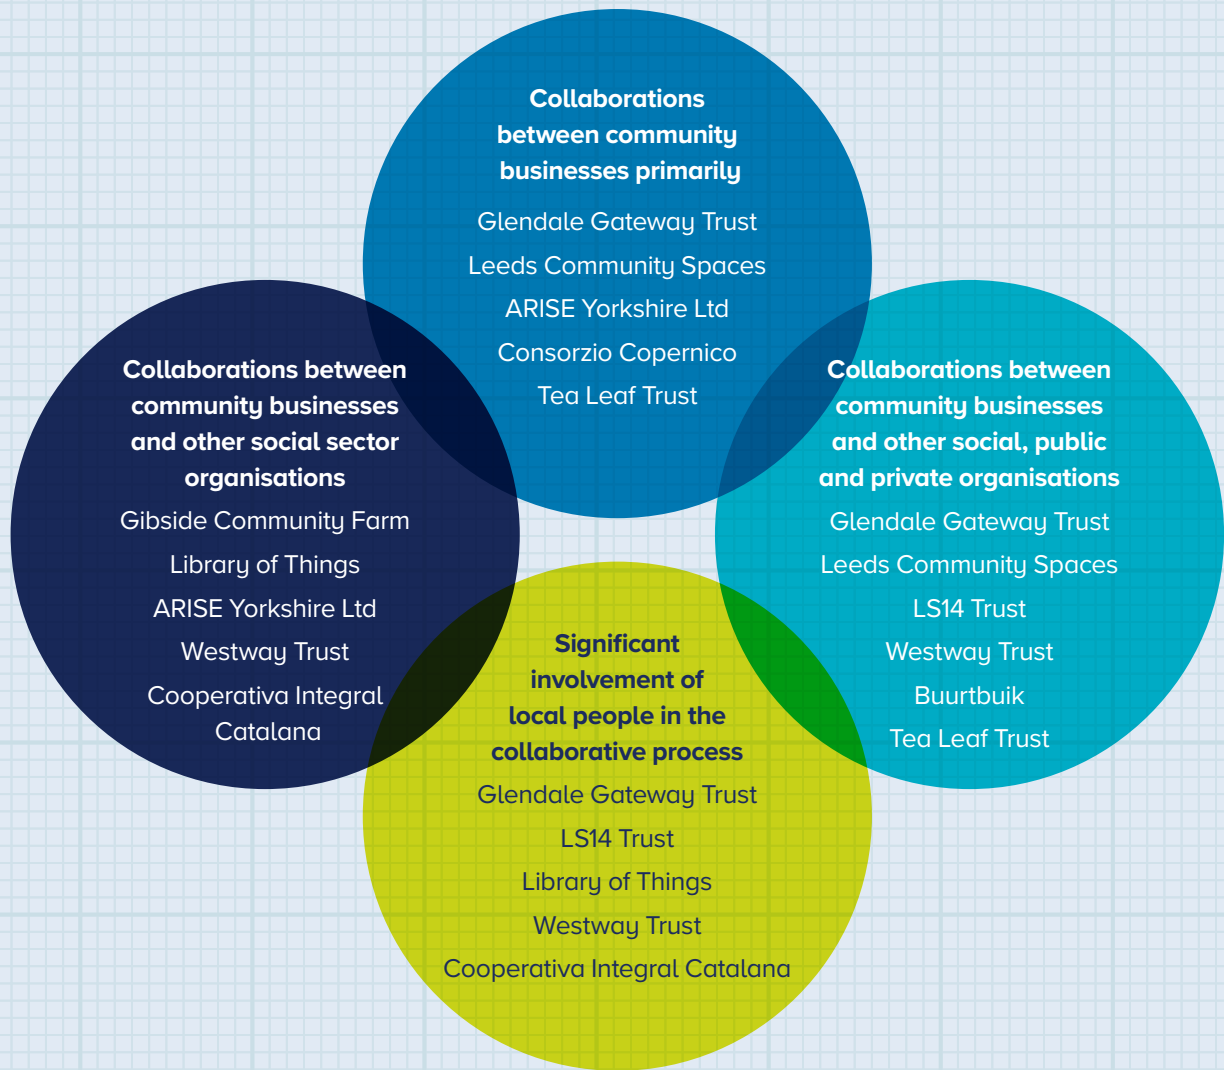 Collaborations
between community
businesses primarily
Glendale Gateway Trust
Leeds Community Spaces
ARISE Yorkshire Ltd
Consorzio Copernico
Tea Leaf Trust
Collaborations between
community businesses
and other social sector
organisations
Gibside Community Farm
Library of Things
ARISE Yorkshire Ltd
Westway Trust
Cooperativa Integral
Catalana
Collaborations between
community businesses
and other social, public
and private organisations
Glendale Gateway Trust
Leeds Community Spaces
LS14 Trust
Westway Trust
Buurtbuik
Tea Leaf Trust
Significant
involvement of
local people in the
collaborative process
Glendale Gateway Trust
LS14 Trust
Library of Things
Westway Trust
Cooperativa Integral Catalana